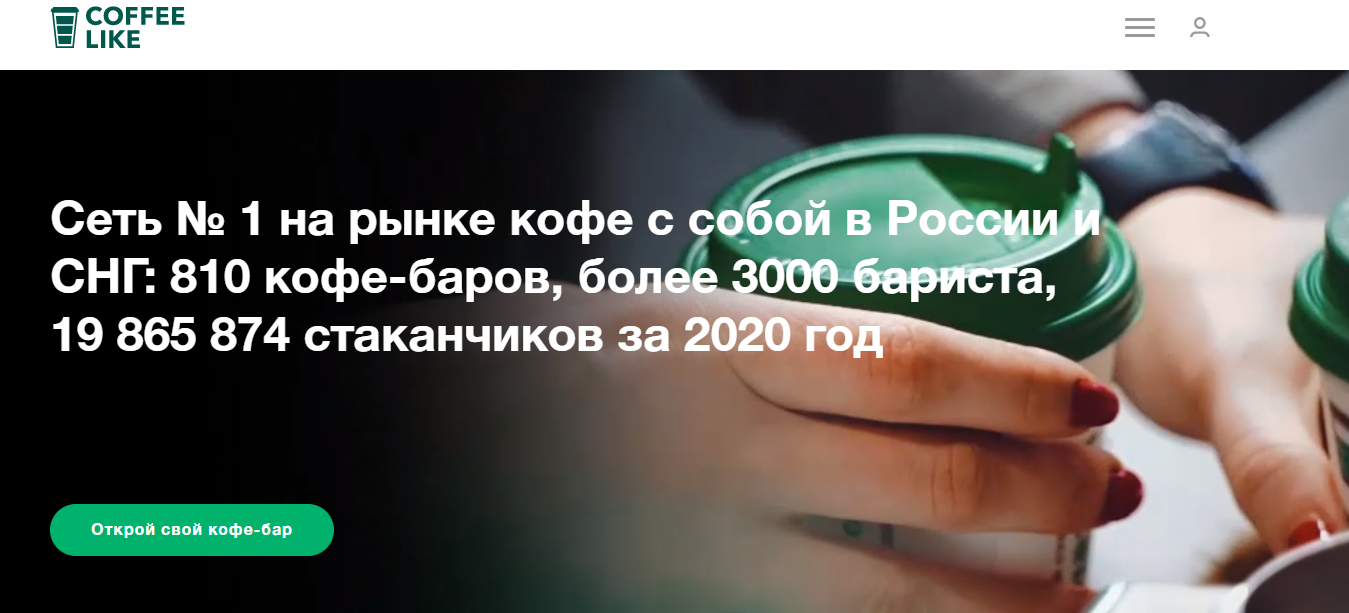 COFFEE
LIKE
Сеть № 1 на рынке кофе с собой в России и
СНГ: 810 кофе-баров, более 3000 бариста,
19 865 874 стаканчиков за 2020 год
Открой свой кофе-бар